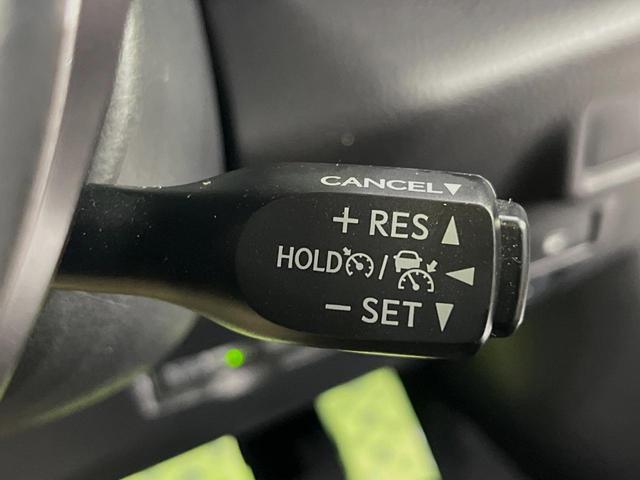 CANCEL▼
+ RES ▲
HOLD / ◀
− SET ▼